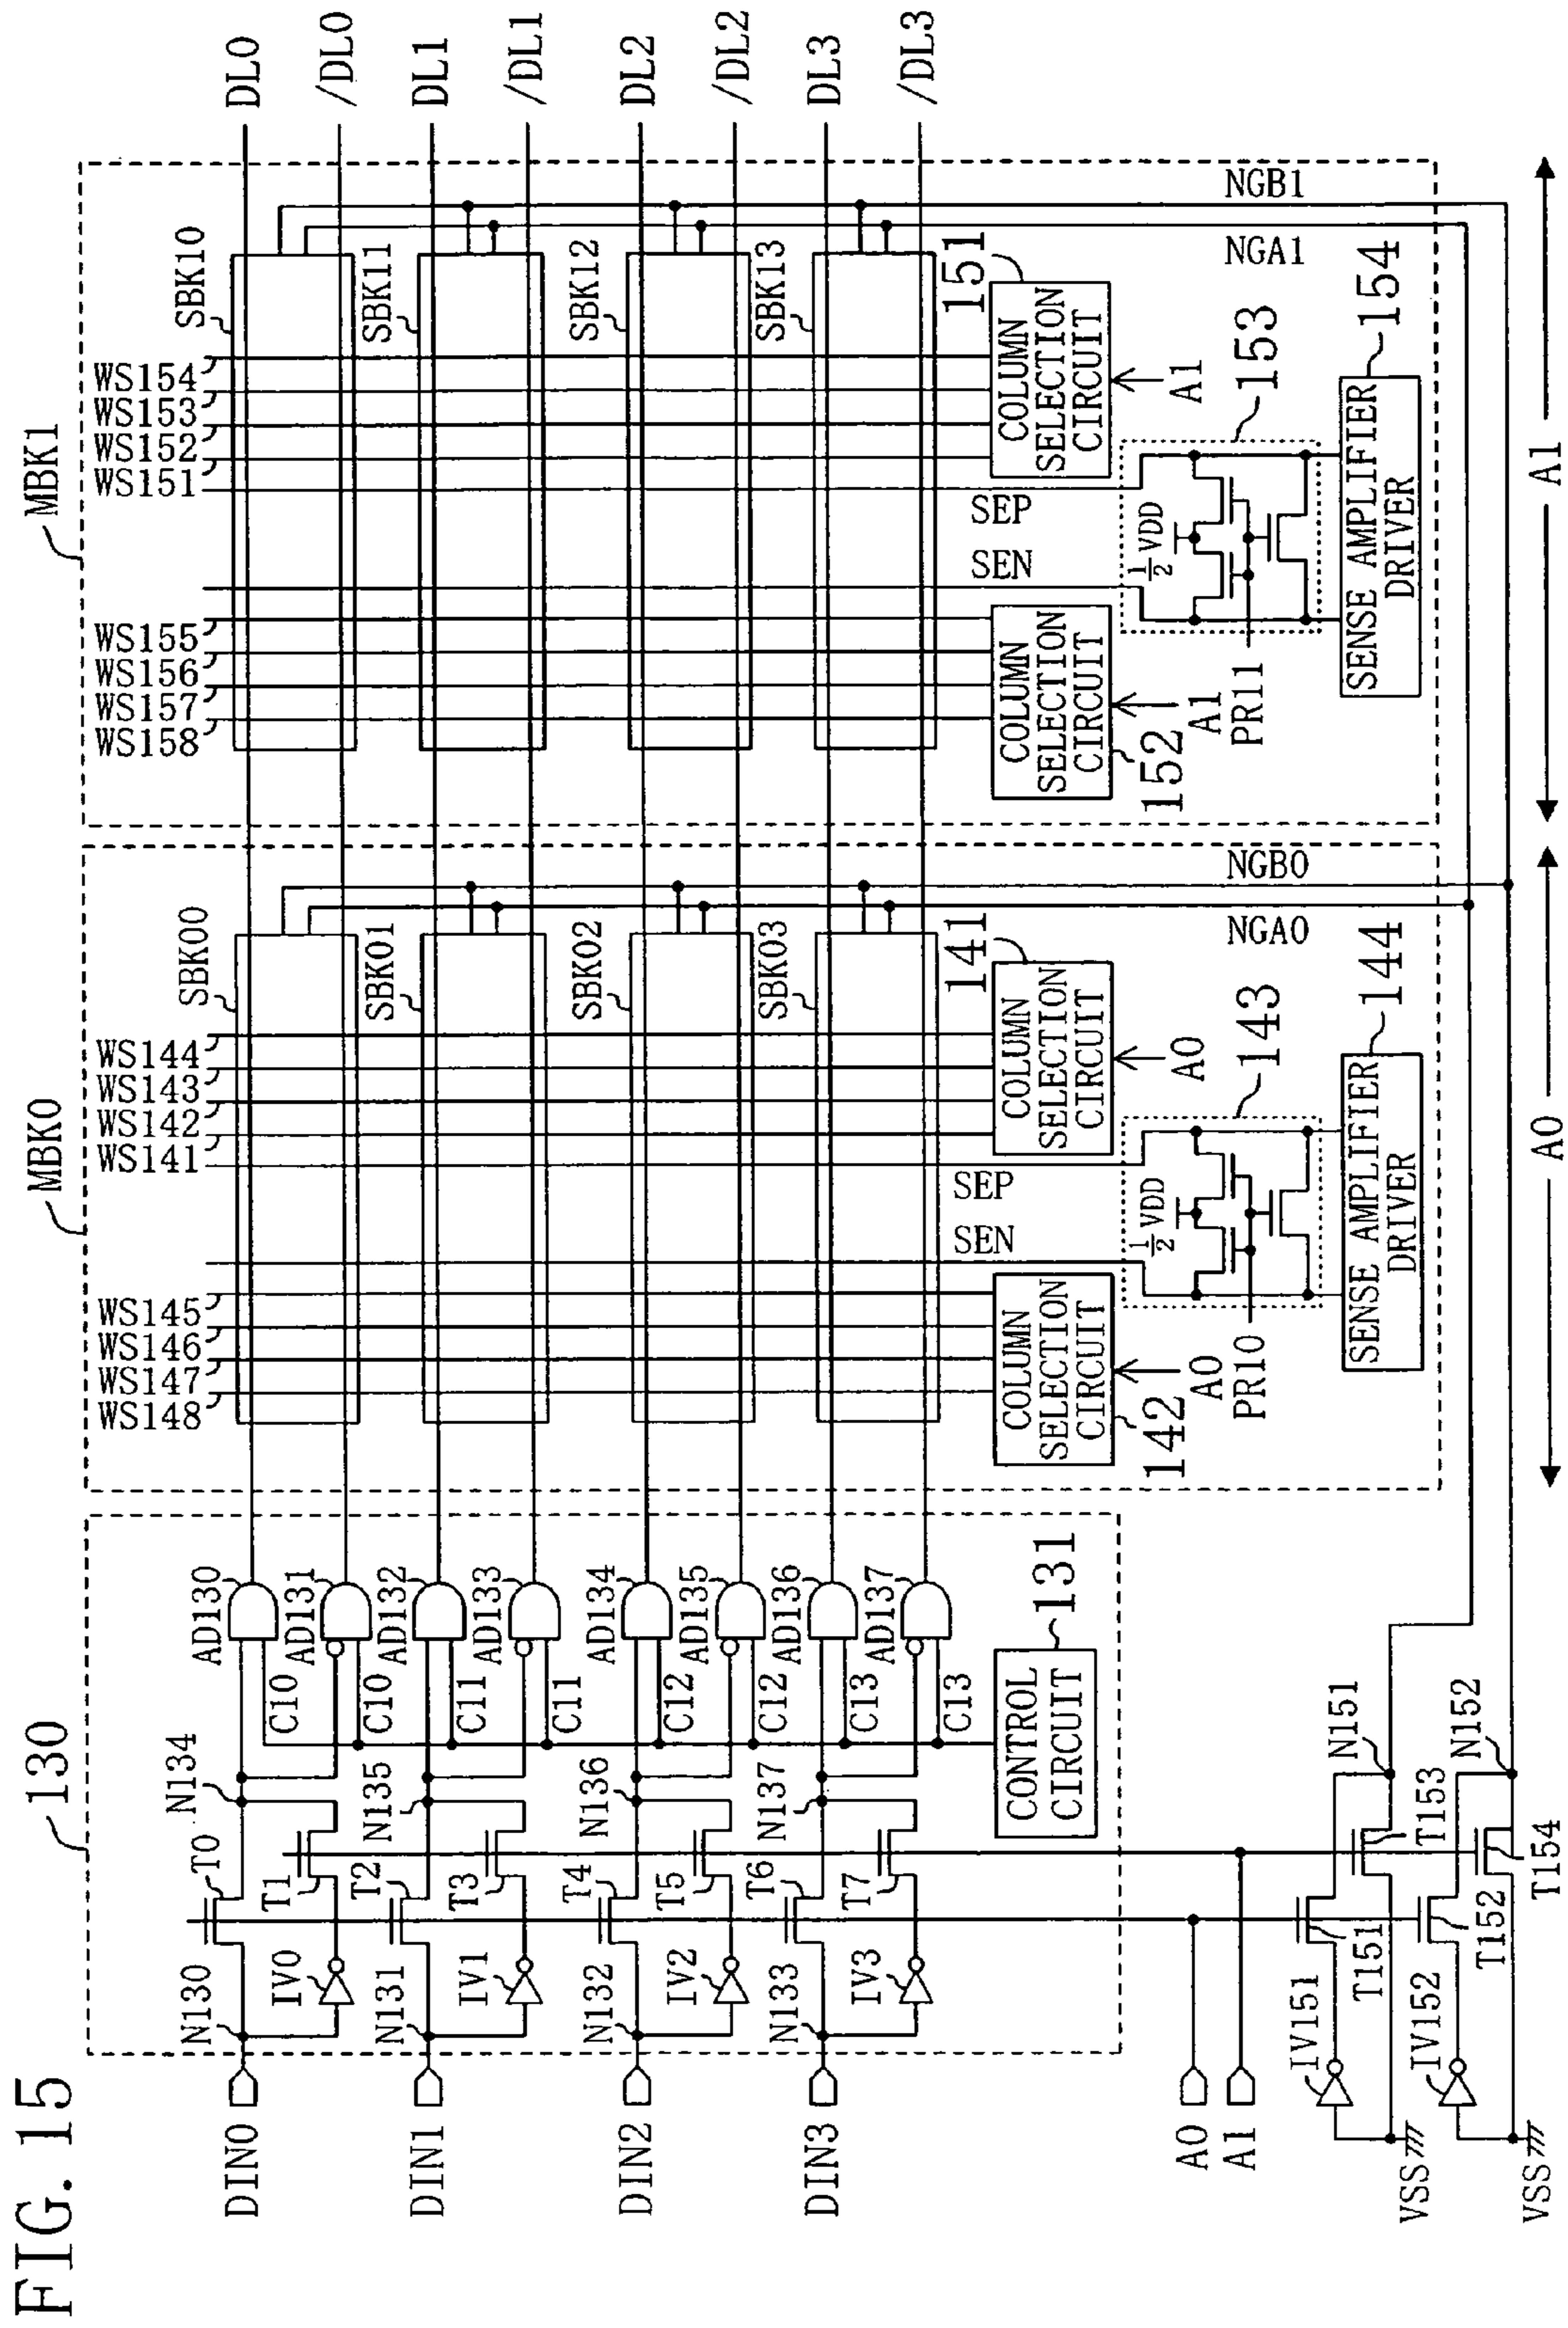 FIG. 15
130
MBK0
MBK1
DIN0
N130
T0
N134
AD130
C10
IV0
T1
AD131
C10
DIN1
N131
T2
N135
AD132
C11
IV1
T3
AD133
C11
DIN2
N132
T4
N136
AD134
C12
IV2
T5
AD135
C12
DIN3
N133
T6
N137
AD136
C13
IV3
T7
AD137
C13
CONTROL
CIRCUIT
131
WS148
WS147
WS146
WS145
WS141
WS142
WS143
WS144
SBK00
SBK01
SBK02
SBK03
SEN
SEP
COLUMN
SELECTION
CIRCUIT
142
A0
COLUMN
SELECTION
CIRCUIT
141
A0
PR10
1/2 VDD
143
SENSE AMPLIFIER
DRIVER
144
NGA0
NGB0
WS158
WS157
WS156
WS155
WS151
WS152
WS153
WS154
SBK10
SBK11
SBK12
SBK13
SEN
SEP
COLUMN
SELECTION
CIRCUIT
152
A1
COLUMN
SELECTION
CIRCUIT
151
A1
PR11
1/2 VDD
153
SENSE AMPLIFIER
DRIVER
154
NGA1
NGB1
DL0
/DL0
DL1
/DL1
DL2
/DL2
DL3
/DL3
A0
A1
IV151
T151
T153
N151
VSS
IV152
T152
T154
N152
VSS
A0
A1